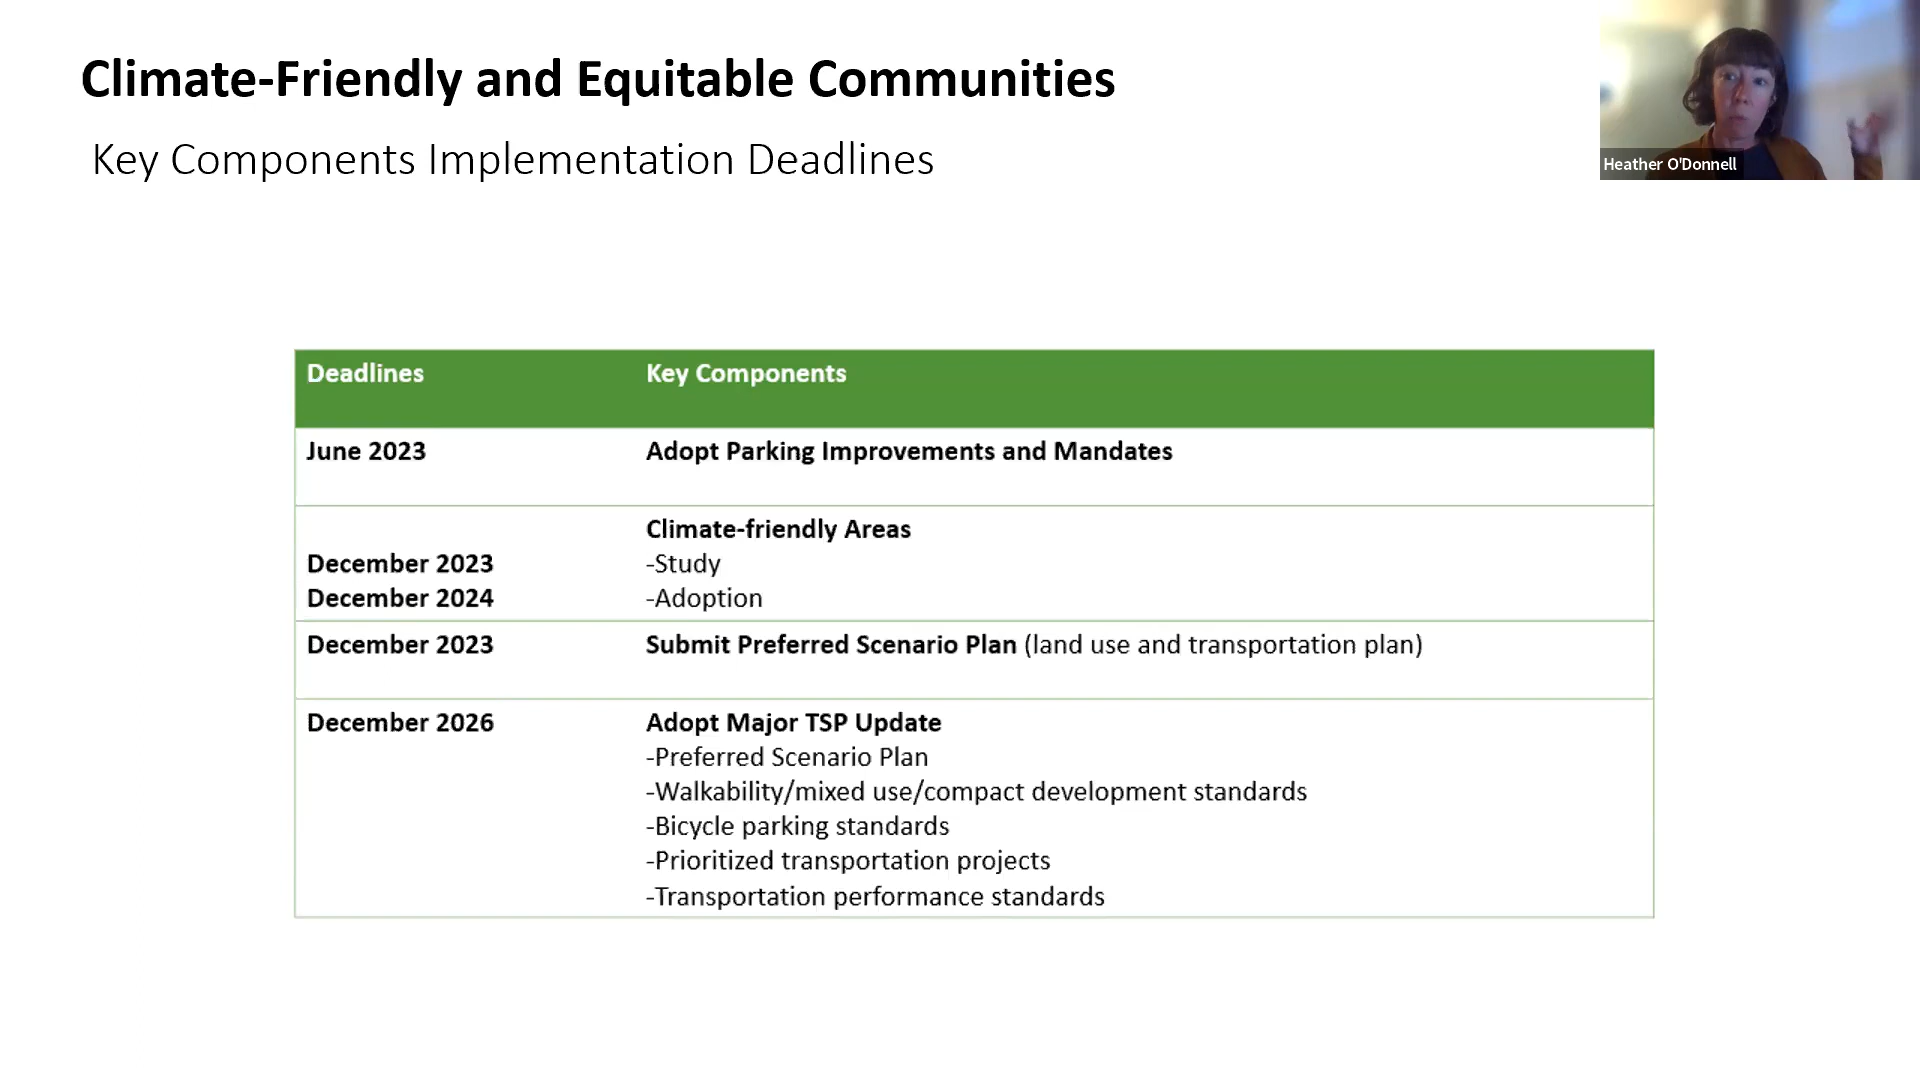 Climate-Friendly and Equitable Communities
Key Components Implementation Deadlines
Heather O'Donnell
Deadlines Key Components
June 2023 Adopt Parking Improvements and Mandates
Climate-friendly Areas
December 2023 -Study
December 2024 -Adoption
December 2023 Submit Preferred Scenario Plan (land use and transportation plan)
December 2026 Adopt Major TSP Update
-Preferred Scenario Plan
-Walkability/mixed use/compact development standards
-Bicycle parking standards
-Prioritized transportation projects
-Transportation performance standards